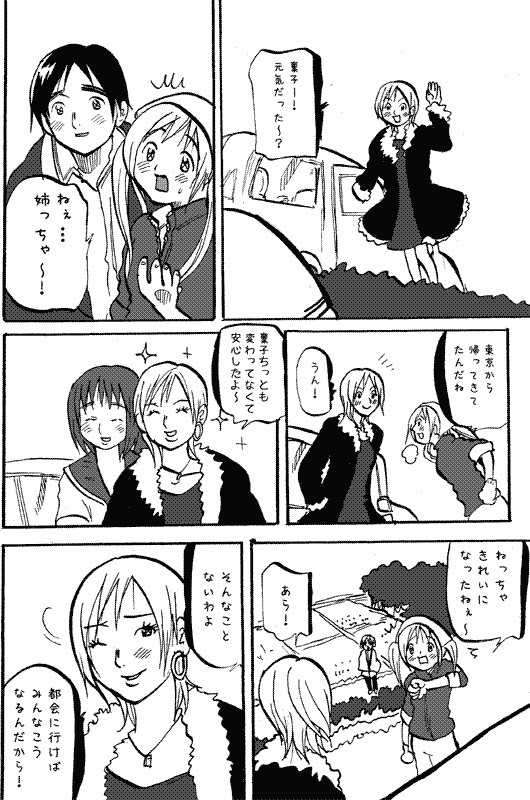 菓子ー!
元気だった〜?
ねぇ…
姉っちゃ〜!
東京から
帰ってきて
たんだね
うん!
菓子ちっとも
変わってなくて
安心したよ〜
ねっちゃ
きれいに
なったねぇ〜
あら!
そんなこと
ないわよ
都会に行けば
みんなこう
なるんだから!